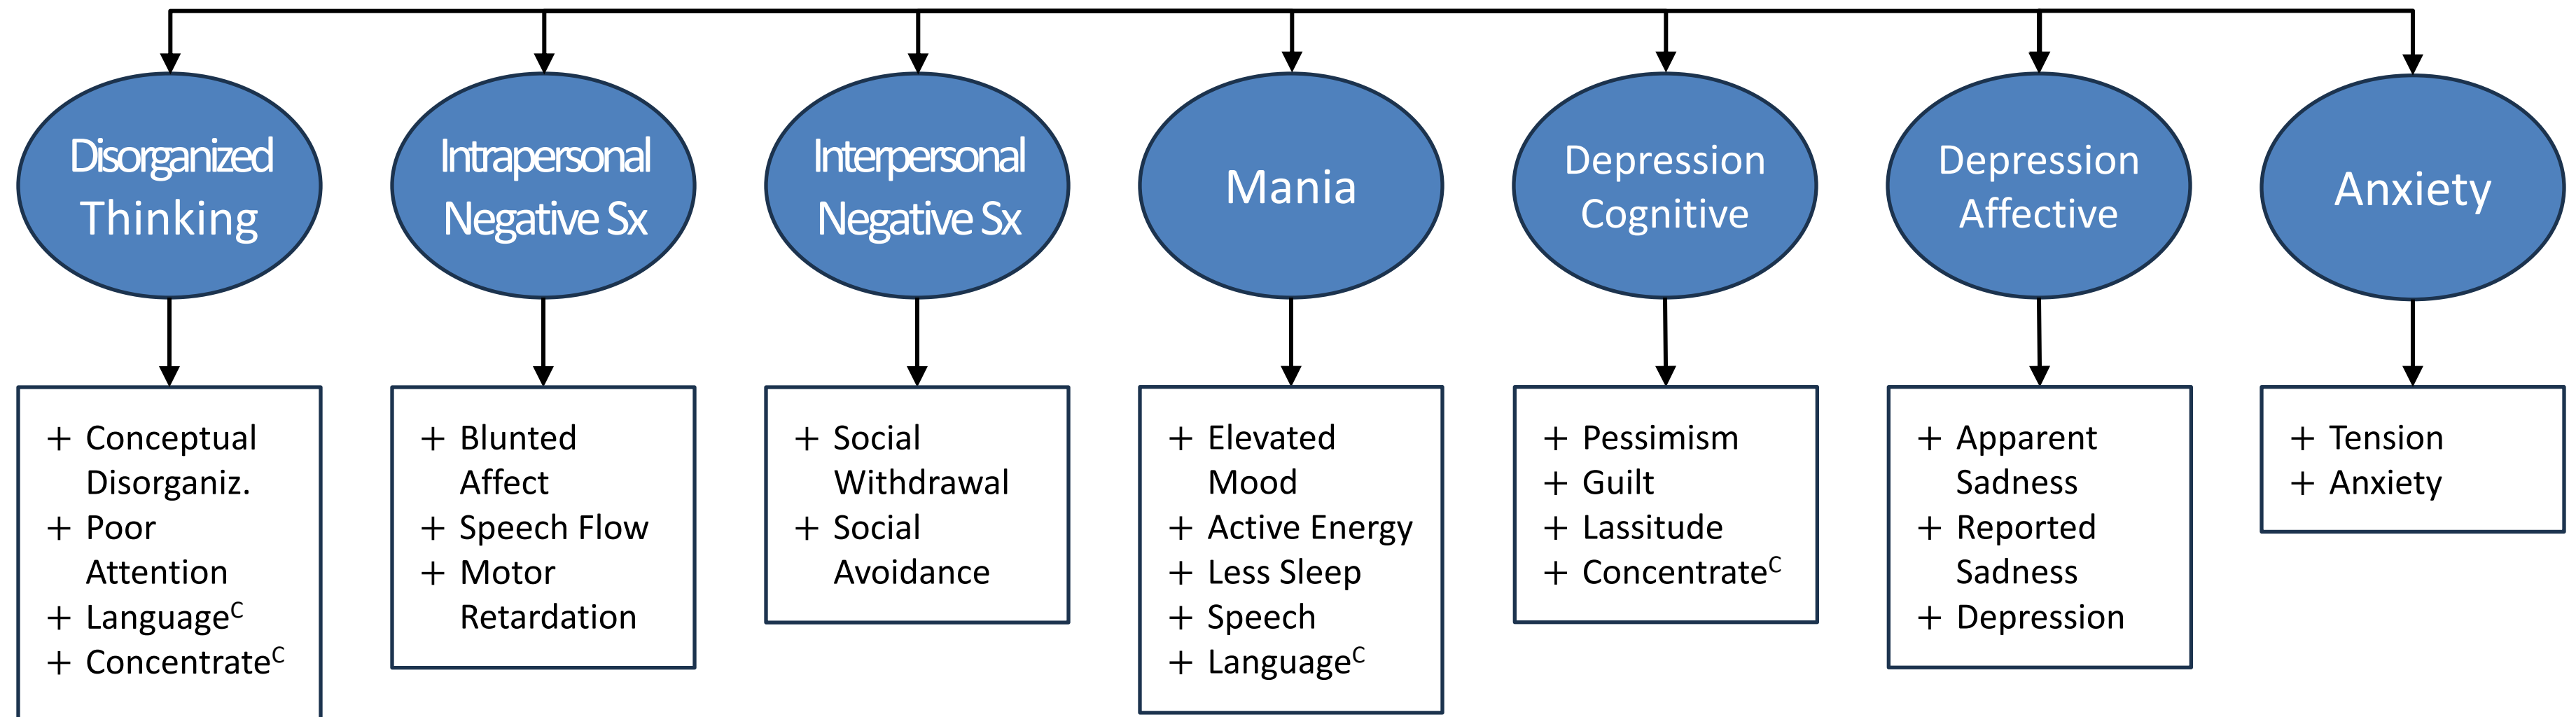 Disorganized
Thinking
Intrapersonal
Negative Sx
Interpersonal
Negative Sx
Mania
Depression
Cognitive
Depression
Affective
Anxiety
+ Conceptual
Disorganiz.
+ Poor
Attention
+ Languageᶜ
+ Concentrateᶜ
+ Blunted
Affect
+ Speech Flow
+ Motor
Retardation
+ Social
Withdrawal
+ Social
Avoidance
+ Elevated
Mood
+ Active Energy
+ Less Sleep
+ Speech
+ Languageᶜ
+ Pessimism
+ Guilt
+ Lassitude
+ Concentrateᶜ
+ Apparent
Sadness
+ Reported
Sadness
+ Depression
+ Tension
+ Anxiety